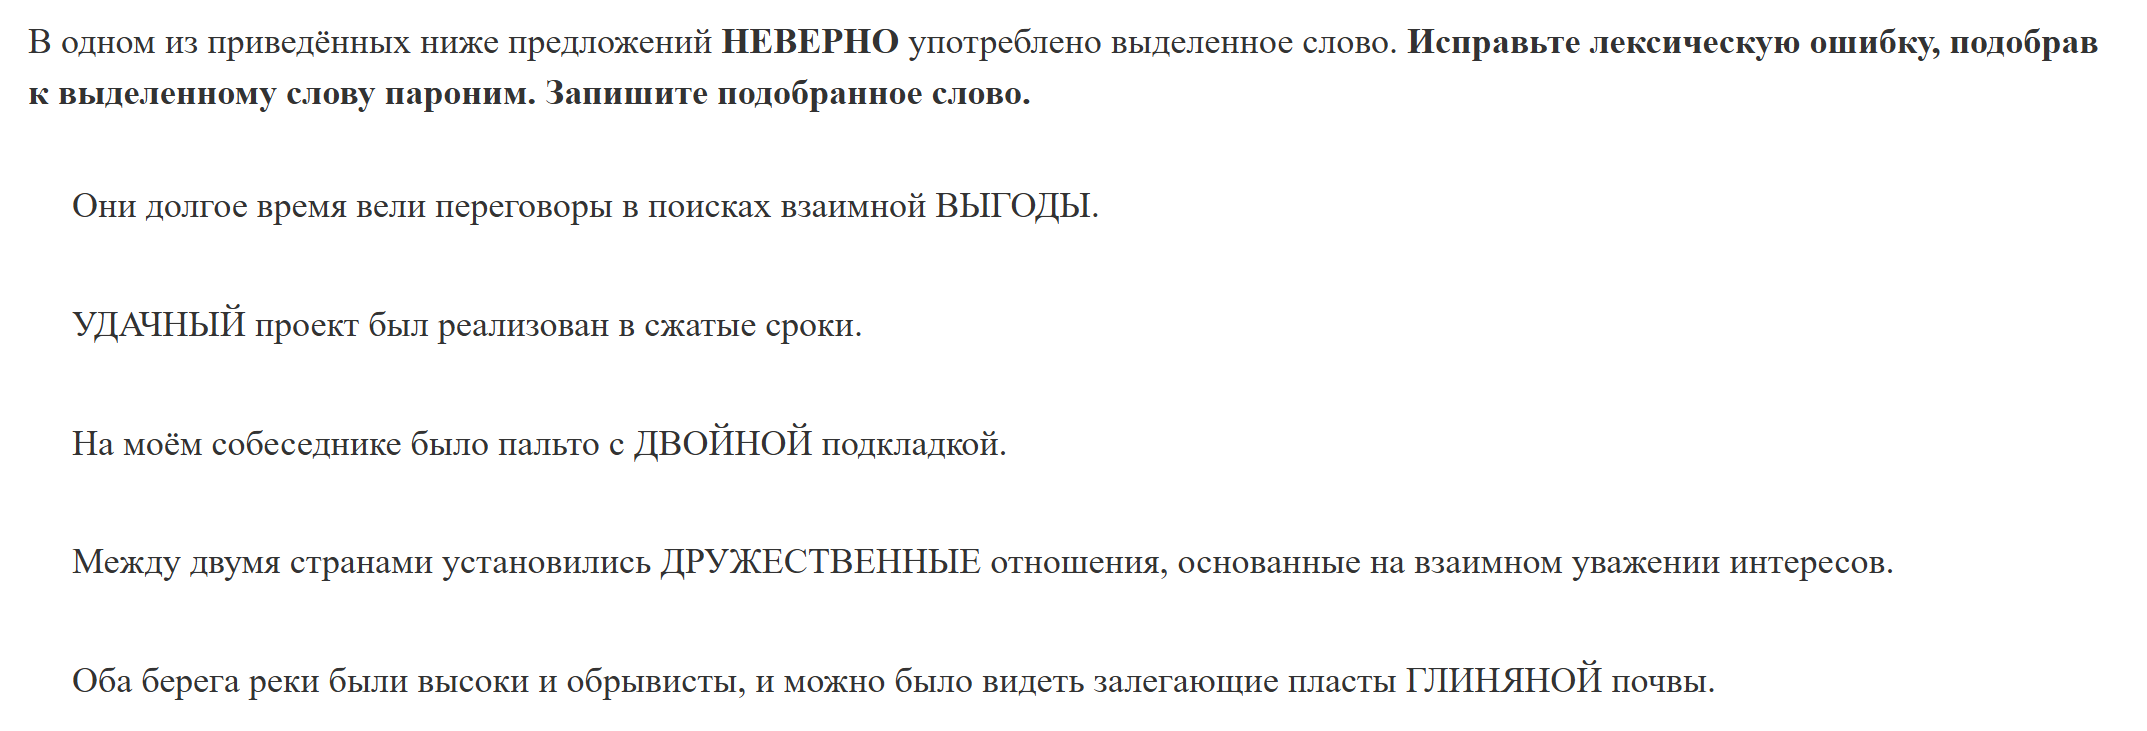 В одном из приведённых ниже предложений НЕВЕРНО употреблено выделенное слово. Исправьте лексическую ошибку, подобрав
к выделенному слову пароним. Запишите подобранное слово.
Они долгое время вели переговоры в поисках взаимной ВЫГОДЫ.
УДАЧНЫЙ проект был реализован в сжатые сроки.
На моём собеседнике было пальто с ДВОЙНОЙ подкладкой.
Между двумя странами установились ДРУЖЕСТВЕННЫЕ отношения, основанные на взаимном уважении интересов.
Оба берега реки были высоки и обрывисты, и можно было видеть залегающие пласты ГЛИНЯНОЙ почвы.